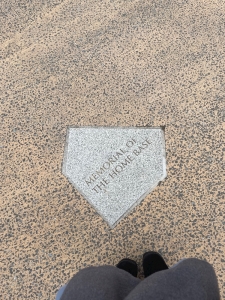 MEMORIAL OF
THE HOME BASE